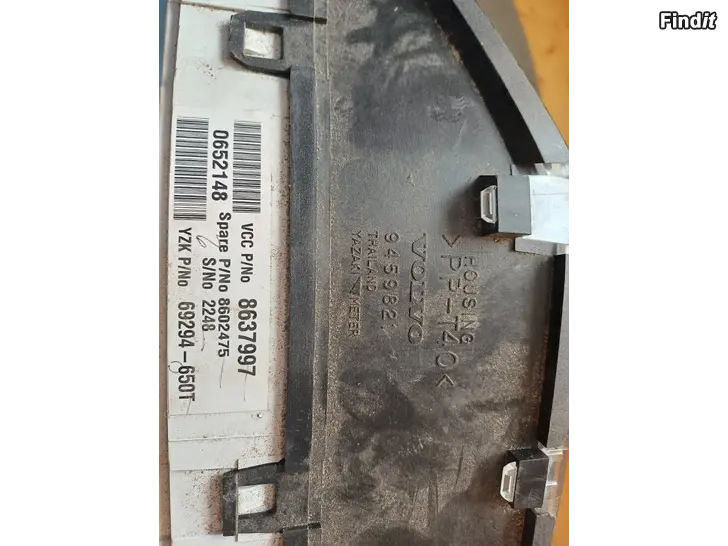 Findit
VCC P/No 8637997
0652148 Spare P/No 8602475
6 S/No 2248
YZK P/No 69294-650T
HOUSING
>PP-T40<
VOLVO
9459821
THAILAND
YAZAKI METER